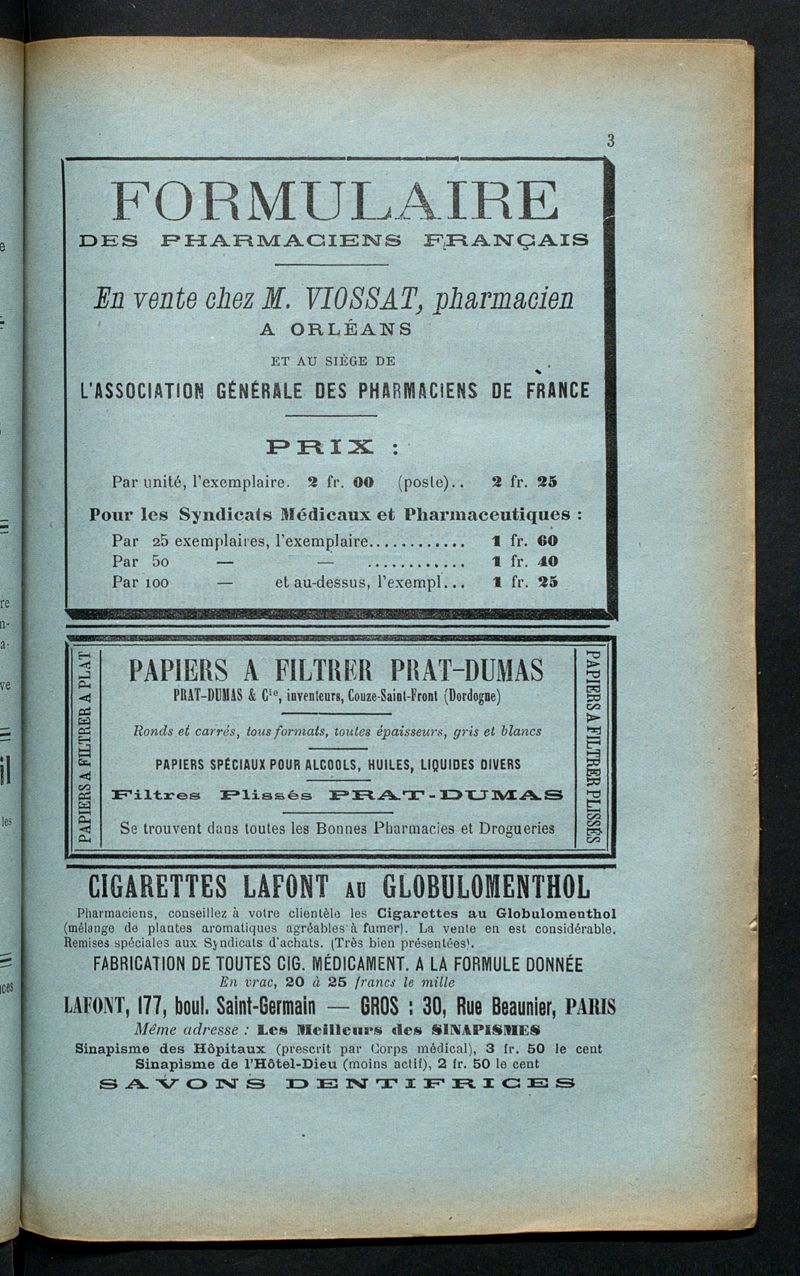 3
FORMULAIRE
DES PHARMACIENS FRANÇAIS
En vente chez M. VIOSSAT, pharmacien
A ORLÉANS
ET AU SIÈGE DE
L'ASSOCIATION GÉNÉRALE DES PHARMACIENS DE FRANCE
PRIX :
Par unité, l'exemplaire. 2 fr. 00 (poste).. 2 fr. 25
Pour les Syndicats Médicaux et Pharmaceutiques :
Par 25 exemplaires, l'exemplaire............ 1 fr. 60
Par 50 — — ............ 1 fr. 40
Par 100 — et au-dessus, l'exempl... 1 fr. 25
PAPIERS A FILTRER A PLAT
PAPIERS A FILTRER PRAT-DUMAS
PRAT-DUMAS & Cie, inventeurs, Couze-Saint-Front (Dordogne)
Ronds et carrés, tous formats, toutes épaisseurs, gris et blancs
PAPIERS SPÉCIAUX POUR ALCOOLS, HUILES, LIQUIDES DIVERS
Filtres Plissés PRAT-DUMAS
Se trouvent dans toutes les Bonnes Pharmacies et Drogueries
PAPIERS A FILTRER PLISSÉS
CIGARETTES LAFONT AU GLOBULOMENTHOL
Pharmaciens, conseillez à votre clientèle les Cigarettes au Globulomenthol
(mélange de plantes aromatiques agréables à fumer). La vente en est considérable.
Remises spéciales aux Syndicats d'achats. (Très bien présentées).
FABRICATION DE TOUTES CIG. MÉDICAMENT. A LA FORMULE DONNÉE
En vrac, 20 à 25 francs le mille
LAFONT, 177, boul. Saint-Germain — GROS : 30, Rue Beaunier, PARIS
Même adresse : Les Meilleurs des SINAPISMES
Sinapisme des Hôpitaux (prescrit par Corps médical), 3 fr. 50 le cent
Sinapisme de l'Hôtel-Dieu (moins actif), 2 fr. 50 le cent
SAVONS DENTIFRICES